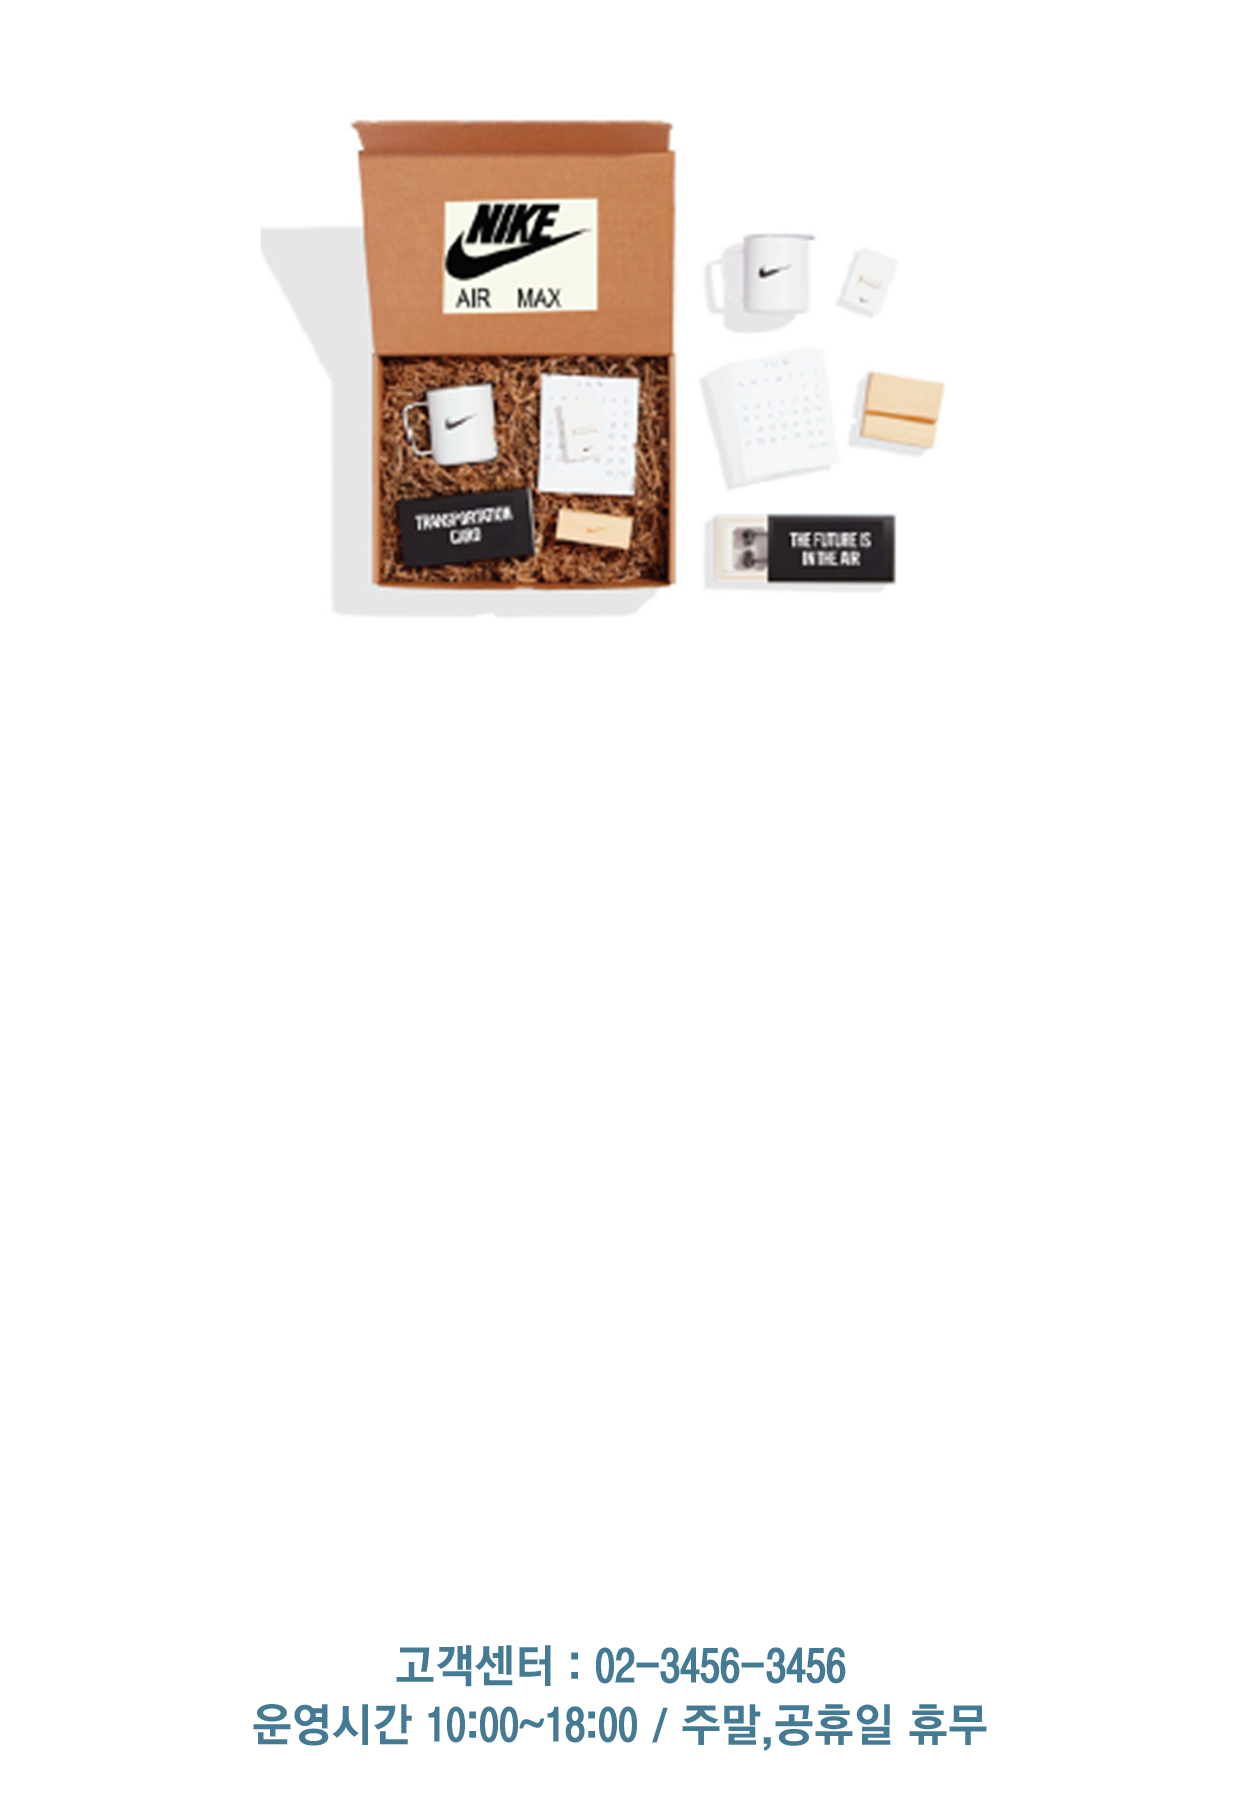 NIKE
AIR MAX
TRANSPORTATION
CARD
THE FUTURE IS
IN THE AIR
고객센터 : 02-3456-3456
운영시간 10:00~18:00 / 주말,공휴일 휴무